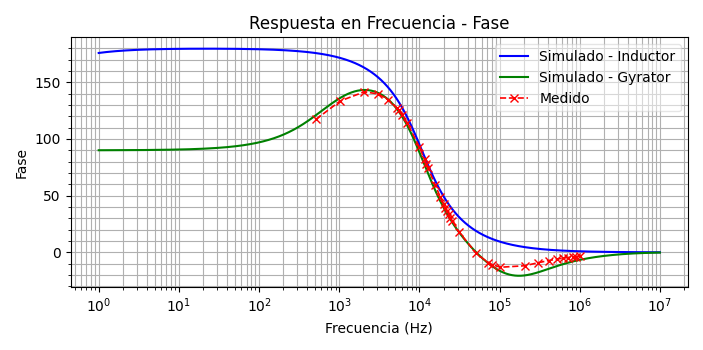 Respuesta en Frecuencia - Fase
Simulado - Inductor
Simulado - Gyrator
Medido
Fase
150
100
50
0
10⁰ 10¹ 10² 10³ 10⁴ 10⁵ 10⁶ 10⁷
Frecuencia (Hz)